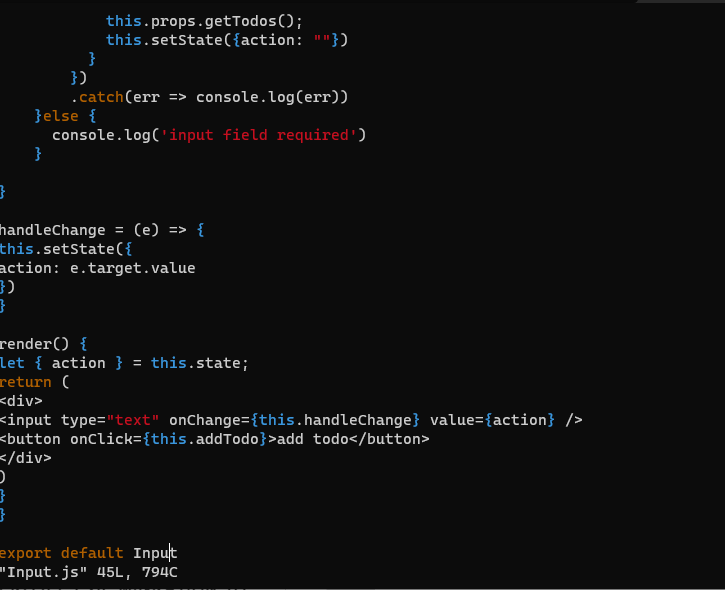 this.props.getTodos();
this.setState({action: ""})
}
})
.catch(err => console.log(err))
}else {
console.log('input field required')
}
}
handleChange = (e) => {
this.setState({
action: e.target.value
})
}
render() {
let { action } = this.state;
return (
<div>
<input type="text" onChange={this.handleChange} value={action} />
<button onClick={this.addTodo}>add todo</button>
</div>
)
}
}
export default Input
"Input.js" 45L, 794C